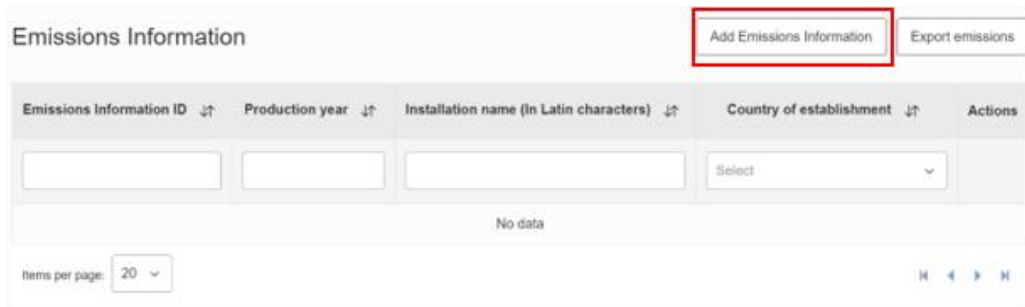 Emissions Information
Add Emissions Information
Export emissions
Emissions Information ID
Production year
Installation name (In Latin characters)
Country of establishment
Actions
Select
No data
Items per page: 20